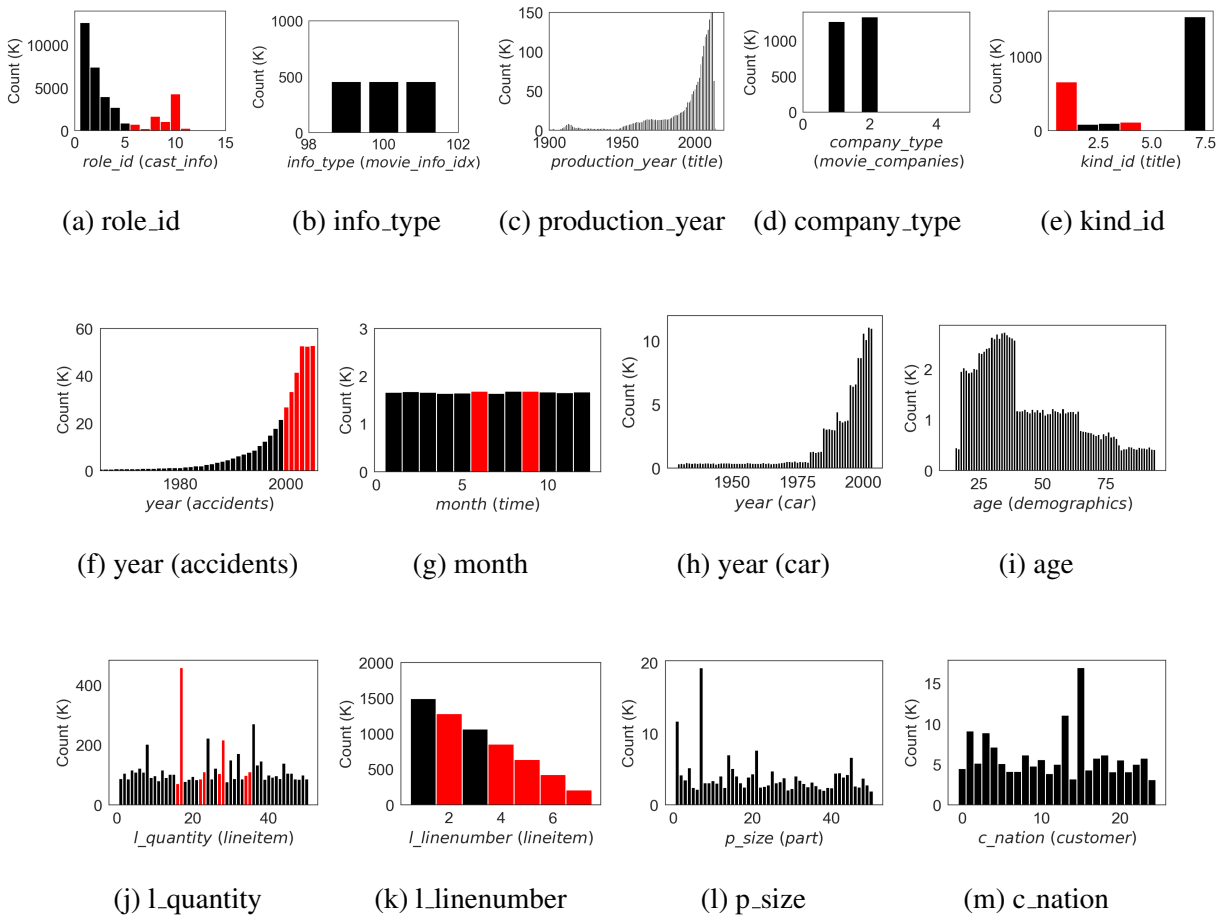 Count (K)
10000
5000
0
0 5 10 15
role_id (cast_info)
(a) role_id
Count (K)
1000
500
0
98 100 102
info_type (movie_info_idx)
(b) info_type
Count (K)
150
100
50
0
1900 1950 2000
production_year (title)
(c) production_year
Count (K)
1000
500
0
0 2 4
company_type
(movie_companies)
(d) company_type
Count (K)
1000
0
2.5 5.0 7.5
kind_id (title)
(e) kind_id
Count (K)
60
40
20
0
1980 2000
year (accidents)
(f) year (accidents)
Count (K)
3
2
1
0
0 5 10
month (time)
(g) month
Count (K)
10
5
0
1950 1975 2000
year (car)
(h) year (car)
Count (K)
2
1
0
25 50 75
age (demographics)
(i) age
Count (K)
400
200
0
0 20 40
l_quantity (lineitem)
(j) l_quantity
Count (K)
2000
1500
1000
500
0
2 4 6
l_linenumber (lineitem)
(k) l_linenumber
Count (K)
20
10
0
0 20 40
p_size (part)
(l) p_size
Count (K)
15
10
5
0
0 10 20
c_nation (customer)
(m) c_nation